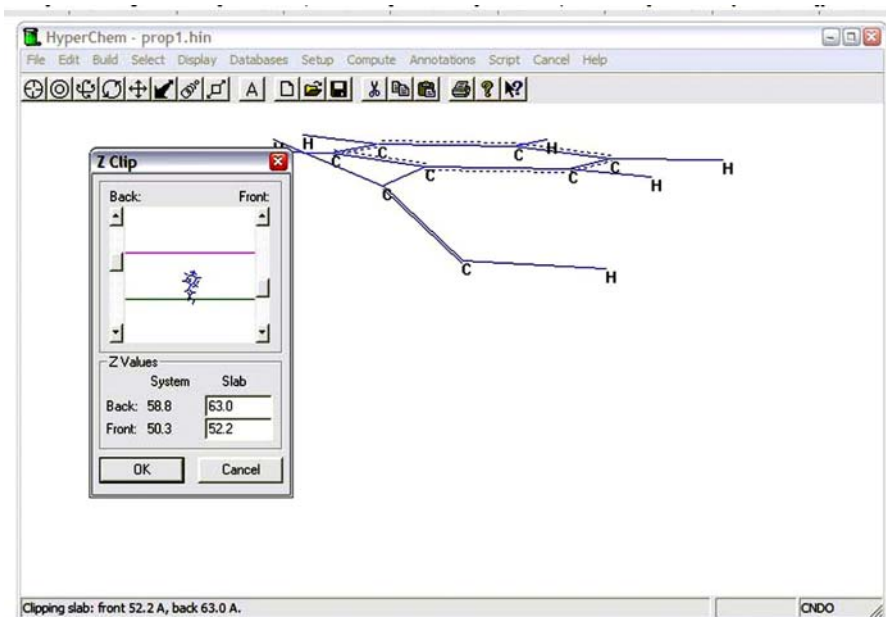 HyperChem - prop1.hin
File Edit Build Select Display Databases Setup Compute Annotations Script Cancel Help
A
H H
C C C
C C C H
H
C
C H
Z Clip
Back: Front:
Z Values
System Slab
Back: 58.8 63.0
Front: 50.3 52.2
OK Cancel
Clipping slab: front 52.2 A, back 63.0 A. CNDO